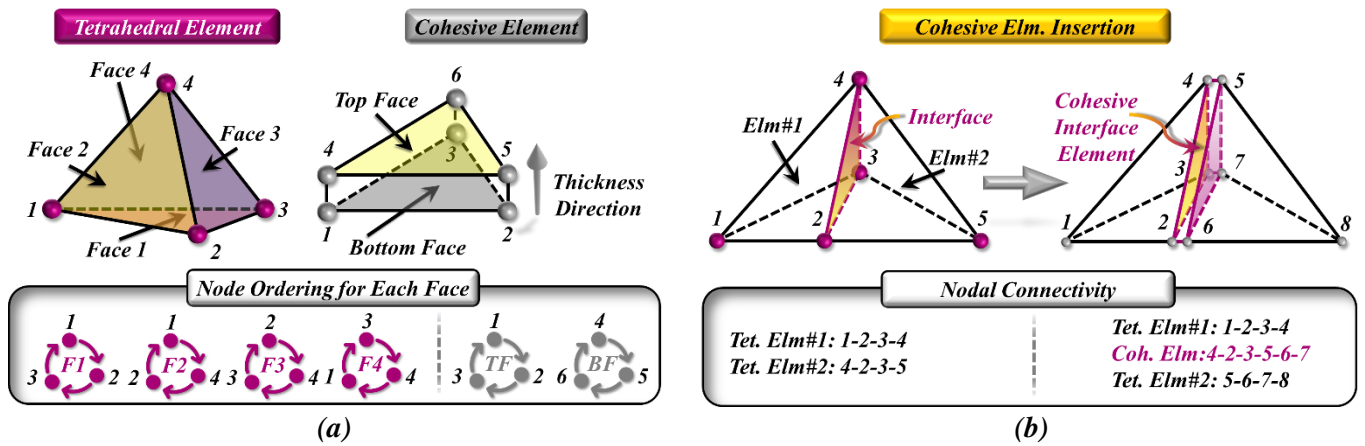 Tetrahedral Element
Cohesive Element
Face 4
4
Face 3
Face 2
1
3
Face 1
2
6
Top Face
4
3
5
Thickness
Direction
1
2
Bottom Face
Node Ordering for Each Face
1
F1
3
2
1
F2
2
4
2
F3
3
4
3
F4
1
4
1
TF
3
2
4
BF
6
5
(a)
Cohesive Elm. Insertion
4
Elm#1
Interface
3
Elm#2
1
2
5
4
5
Cohesive
Interface
Element
3
7
1
2
6
8
Nodal Connectivity
Tet. Elm#1: 1-2-3-4
Tet. Elm#2: 4-2-3-5
Tet. Elm#1: 1-2-3-4
Coh. Elm:4-2-3-5-6-7
Tet. Elm#2: 5-6-7-8
(b)